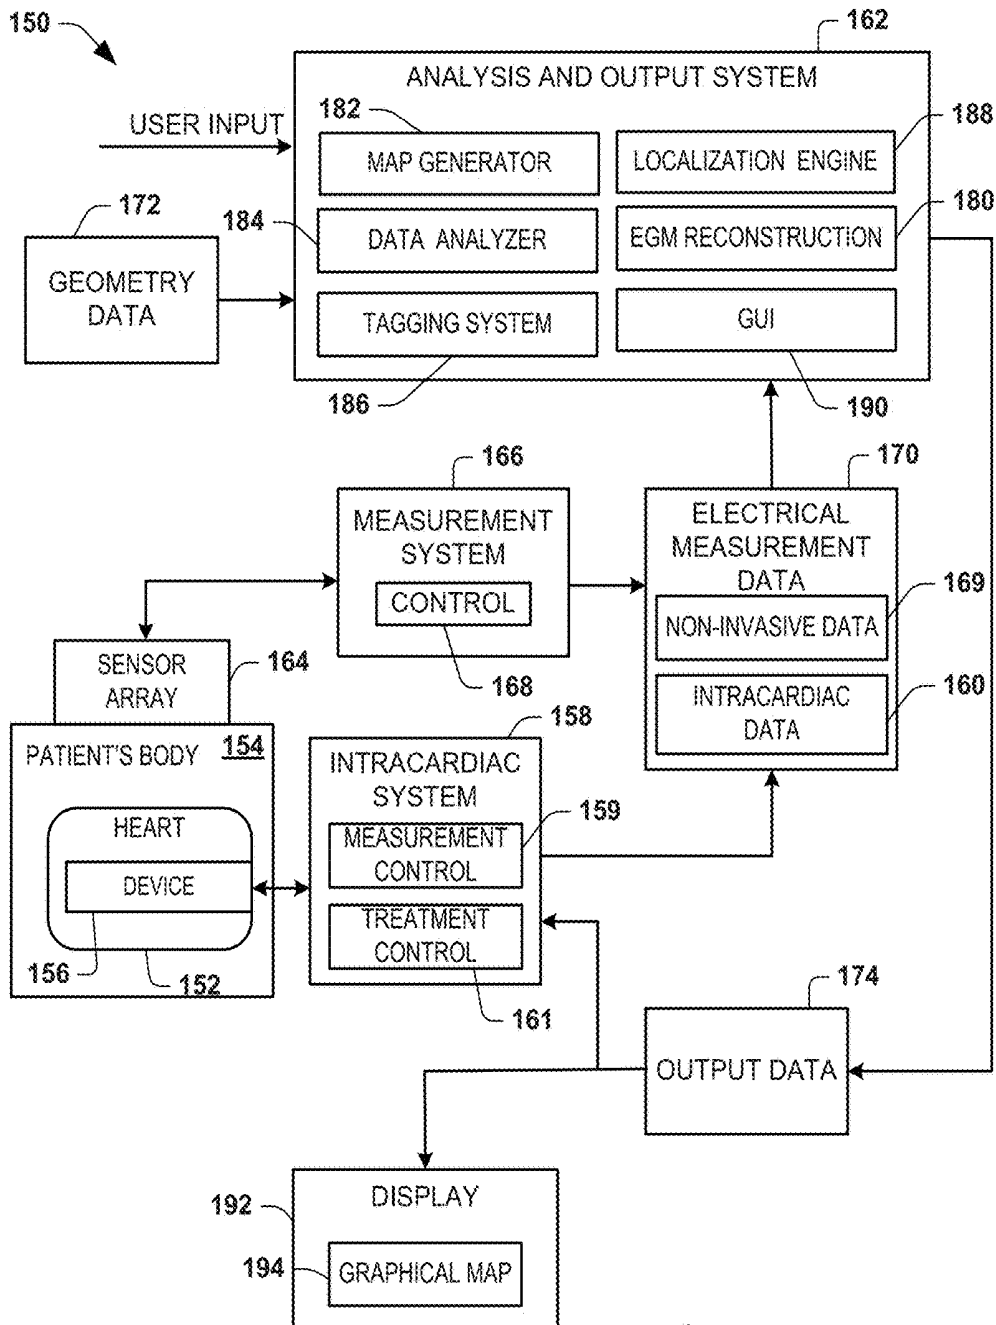 150
162
ANALYSIS AND OUTPUT SYSTEM
USER INPUT
182
MAP GENERATOR
188
LOCALIZATION ENGINE
172
GEOMETRY
DATA
184
DATA ANALYZER
180
EGM RECONSTRUCTION
TAGGING SYSTEM
186
GUI
190
166
MEASUREMENT
SYSTEM
CONTROL
168
170
ELECTRICAL
MEASUREMENT
DATA
169
NON-INVASIVE DATA
160
INTRACARDIAC
DATA
SENSOR
ARRAY
164
PATIENT'S BODY
154
HEART
DEVICE
156
152
158
INTRACARDIAC
SYSTEM
159
MEASUREMENT
CONTROL
TREATMENT
CONTROL
161
174
OUTPUT DATA
192
DISPLAY
194
GRAPHICAL MAP